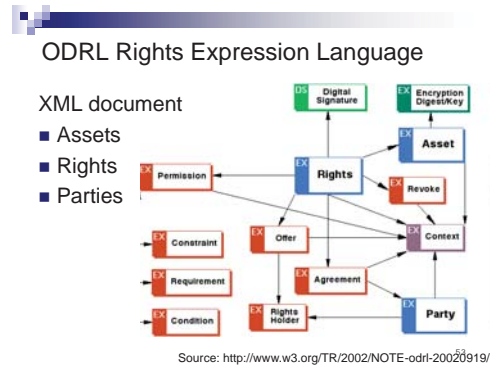 ODRL Rights Expression Language
XML document
Assets
Rights
Parties
DS Digital Signature
EX Encryption Digest/Key
EX Asset
EX Rights
EX Permission
EX Revoke
EX Constraint
EX Offer
EX Context
EX Requirement
EX Agreement
EX Condition
EX Rights Holder
EX Party
Source: http://www.w3.org/TR/2002/NOTE-odrl-20020919/
53